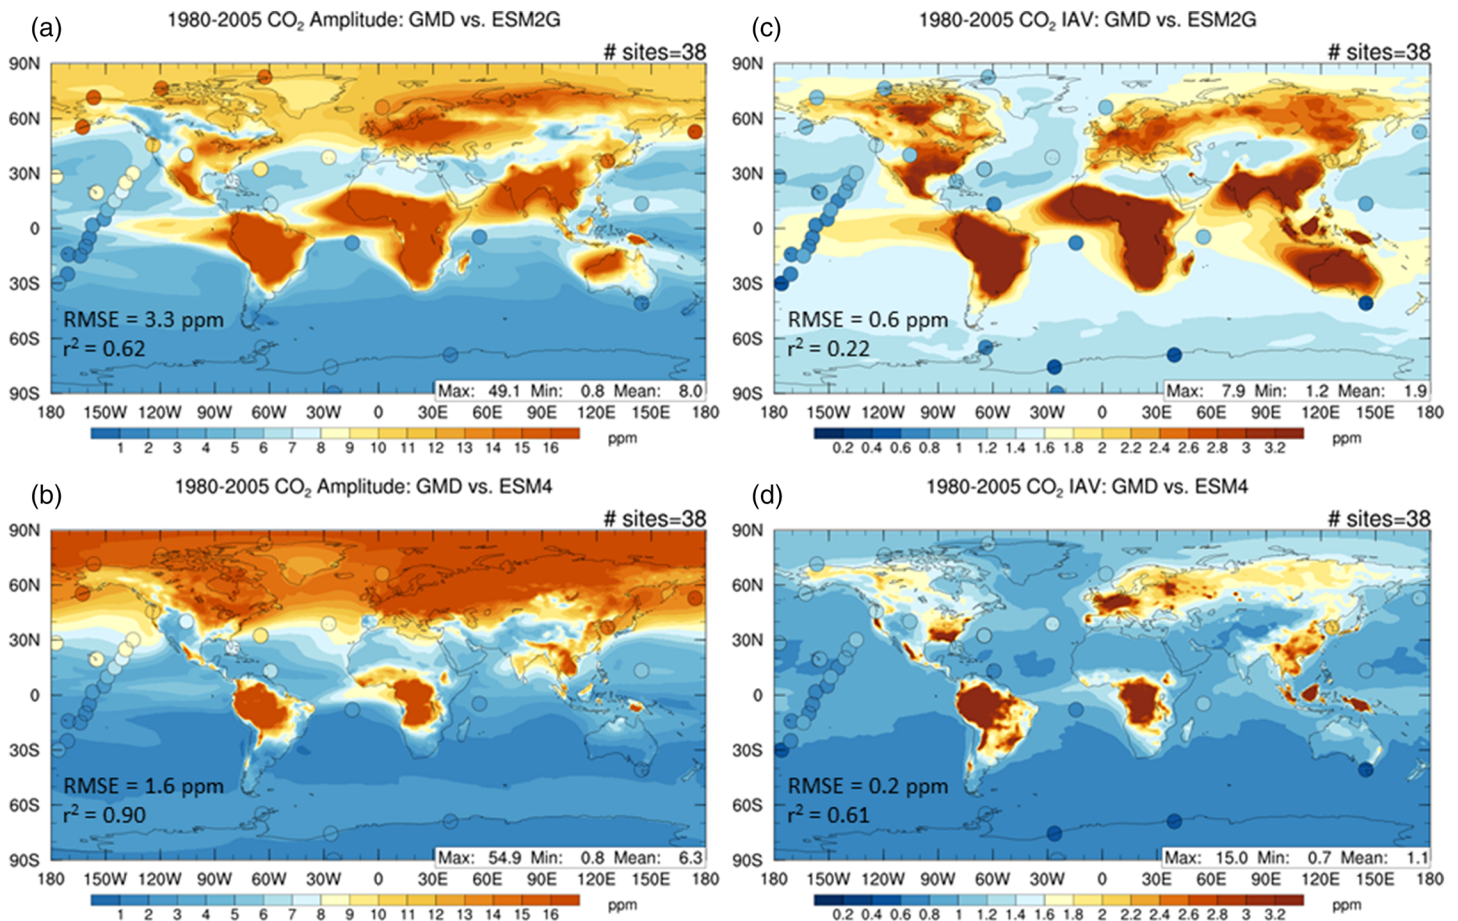 (a) 1980-2005 CO2 Amplitude: GMD vs. ESM2G
# sites=38
90N
60N
30N
0
30S
60S
90S
RMSE = 3.3 ppm
r2 = 0.62
Max: 49.1 Min: 0.8 Mean: 8.0
180 150W 120W 90W 60W 30W 0 30E 60E 90E 120E 150E 180
1 2 3 4 5 6 7 8 9 10 11 12 13 14 15 16 ppm
(c) 1980-2005 CO2 IAV: GMD vs. ESM2G
# sites=38
90N
60N
30N
0
30S
60S
90S
RMSE = 0.6 ppm
r2 = 0.22
Max: 7.9 Min: 1.2 Mean: 1.9
180 150W 120W 90W 60W 30W 0 30E 60E 90E 120E 150E 180
0.2 0.4 0.6 0.8 1 1.2 1.4 1.6 1.8 2 2.2 2.4 2.6 2.8 3 3.2 ppm
(b) 1980-2005 CO2 Amplitude: GMD vs. ESM4
# sites=38
90N
60N
30N
0
30S
60S
90S
RMSE = 1.6 ppm
r2 = 0.90
Max: 54.9 Min: 0.8 Mean: 6.3
180 150W 120W 90W 60W 30W 0 30E 60E 90E 120E 150E 180
1 2 3 4 5 6 7 8 9 10 11 12 13 14 15 16 ppm
(d) 1980-2005 CO2 IAV: GMD vs. ESM4
# sites=38
90N
60N
30N
0
30S
60S
90S
RMSE = 0.2 ppm
r2 = 0.61
Max: 15.0 Min: 0.7 Mean: 1.1
180 150W 120W 90W 60W 30W 0 30E 60E 90E 120E 150E 180
0.2 0.4 0.6 0.8 1 1.2 1.4 1.6 1.8 2 2.2 2.4 2.6 2.8 3 3.2 ppm